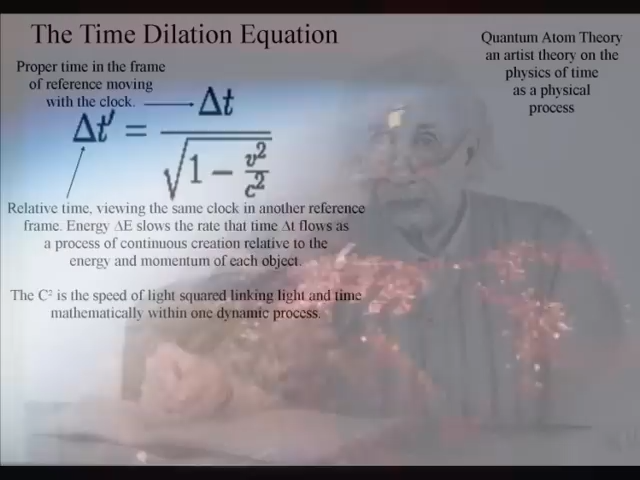 The Time Dilation Equation
Quantum Atom Theory
an artist theory on the
physics of time
as a physical
process
Proper time in the frame
of reference moving
with the clock.
Δt′ = Δt / √(1 − v²/c²)
Relative time, viewing the same clock in another reference
frame. Energy ΔE slows the rate that time Δt flows as
a process of continuous creation relative to the
energy and momentum of each object.
The C² is the speed of light squared linking light and time
mathematically within one dynamic process.